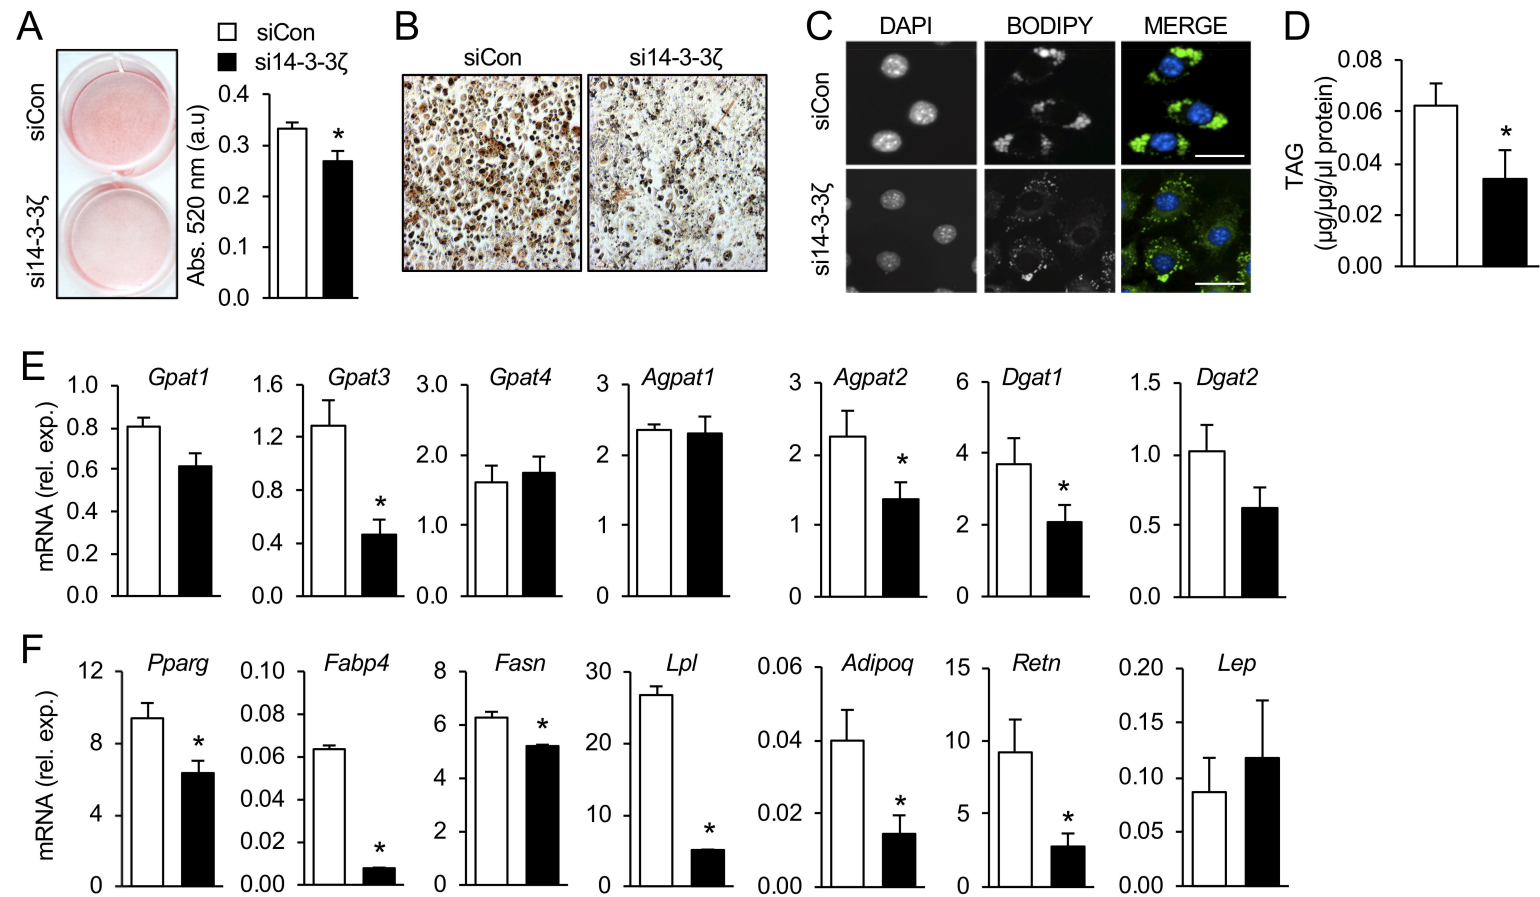 A
siCon
si14-3-3ζ
siCon
si14-3-3ζ
Abs. 520 nm (a.u)
0.4
0.3
0.2
0.1
0.0
*
B
siCon
si14-3-3ζ
C
DAPI
BODIPY
MERGE
siCon
si14-3-3ζ
D
TAG
(µg/µg/µl protein)
0.08
0.06
0.04
0.02
0.00
*
E
mRNA (rel. exp.)
Gpat1
1.0
0.8
0.6
0.4
0.2
0.0
Gpat3
1.6
1.2
0.8
0.4
0.0
*
Gpat4
3.0
2.0
1.0
0.0
Agpat1
3
2
1
0
Agpat2
3
2
1
0
*
Dgat1
6
4
2
0
*
Dgat2
1.5
1.0
0.5
0.0
F
mRNA (rel. exp.)
Pparg
12
8
4
0
*
Fabp4
0.10
0.08
0.06
0.04
0.02
0.00
*
Fasn
8
6
4
2
0
*
Lpl
30
20
10
0
*
Adipoq
0.06
0.04
0.02
0.00
*
Retn
15
10
5
0
*
Lep
0.20
0.15
0.10
0.05
0.00